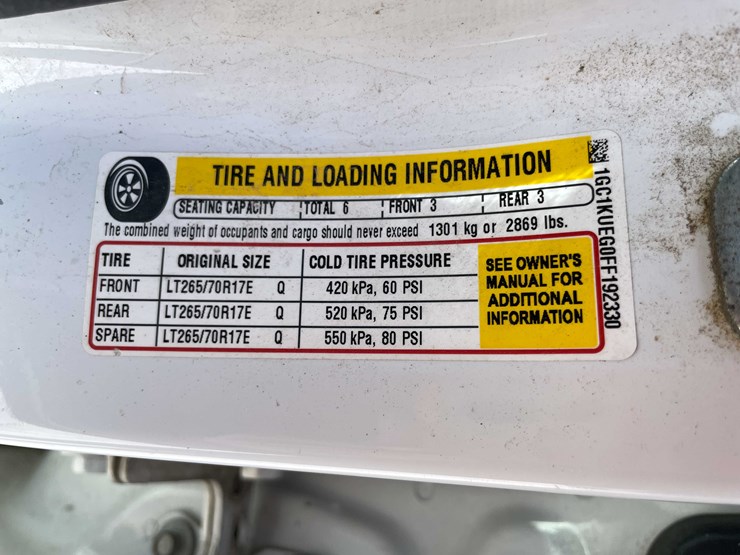 TIRE AND LOADING INFORMATION
SEATING CAPACITY TOTAL 6 FRONT 3 REAR 3
The combined weight of occupants and cargo should never exceed 1301 kg or 2869 lbs.
TIRE ORIGINAL SIZE COLD TIRE PRESSURE
FRONT LT265/70R17E Q 420 kPa, 60 PSI
REAR LT265/70R17E Q 520 kPa, 75 PSI
SPARE LT265/70R17E Q 550 kPa, 80 PSI
SEE OWNER'S
MANUAL FOR
ADDITIONAL
INFORMATION
1GC1KUEG0FF192330